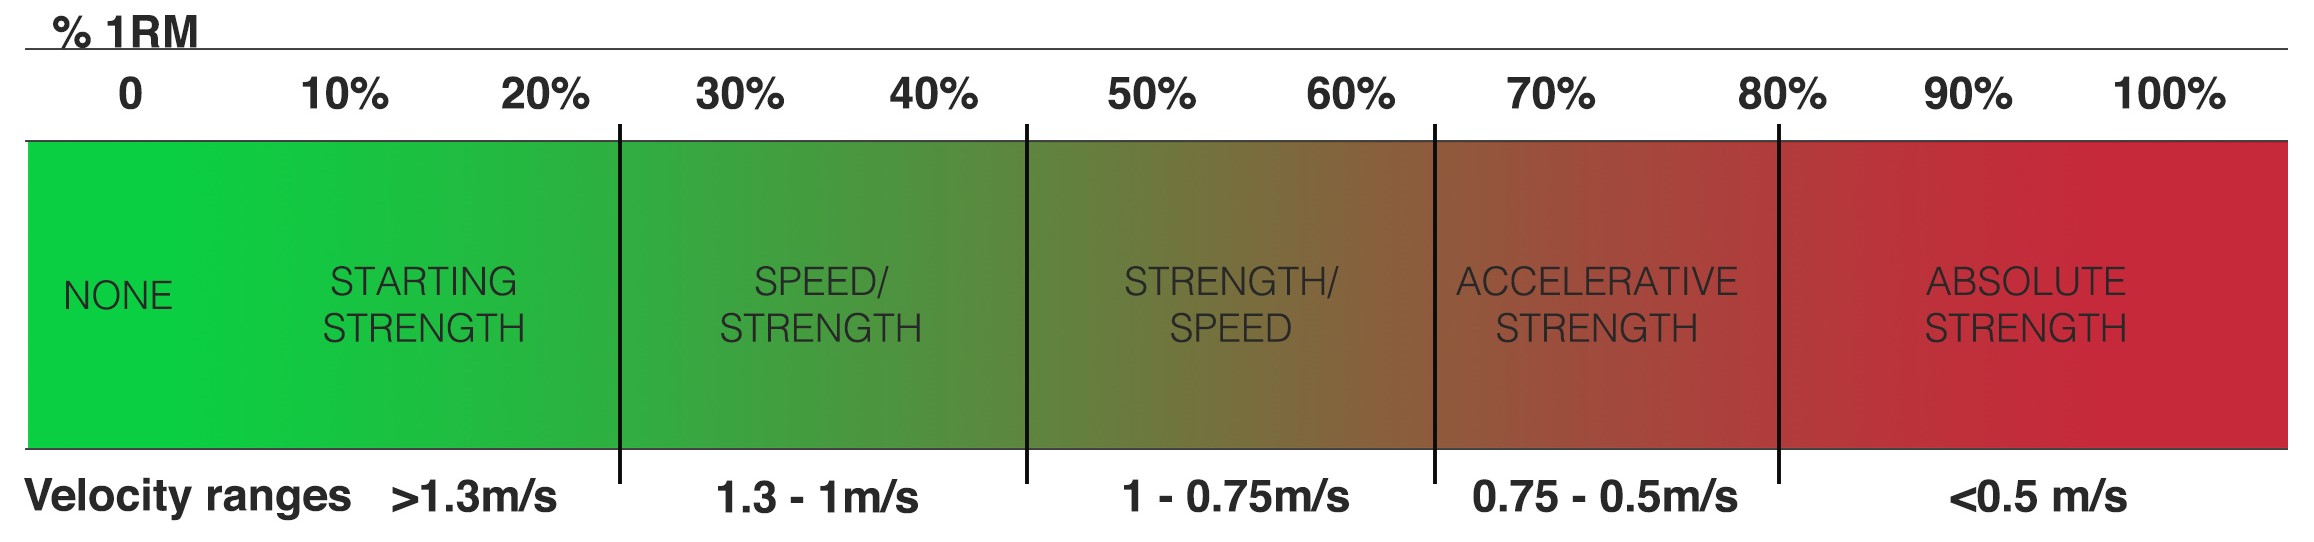 % 1RM
0 10% 20% 30% 40% 50% 60% 70% 80% 90% 100%
NONE
STARTING
STRENGTH
SPEED/
STRENGTH
STRENGTH/
SPEED
ACCELERATIVE
STRENGTH
ABSOLUTE
STRENGTH
Velocity ranges >1.3m/s 1.3 - 1m/s 1 - 0.75m/s 0.75 - 0.5m/s <0.5 m/s